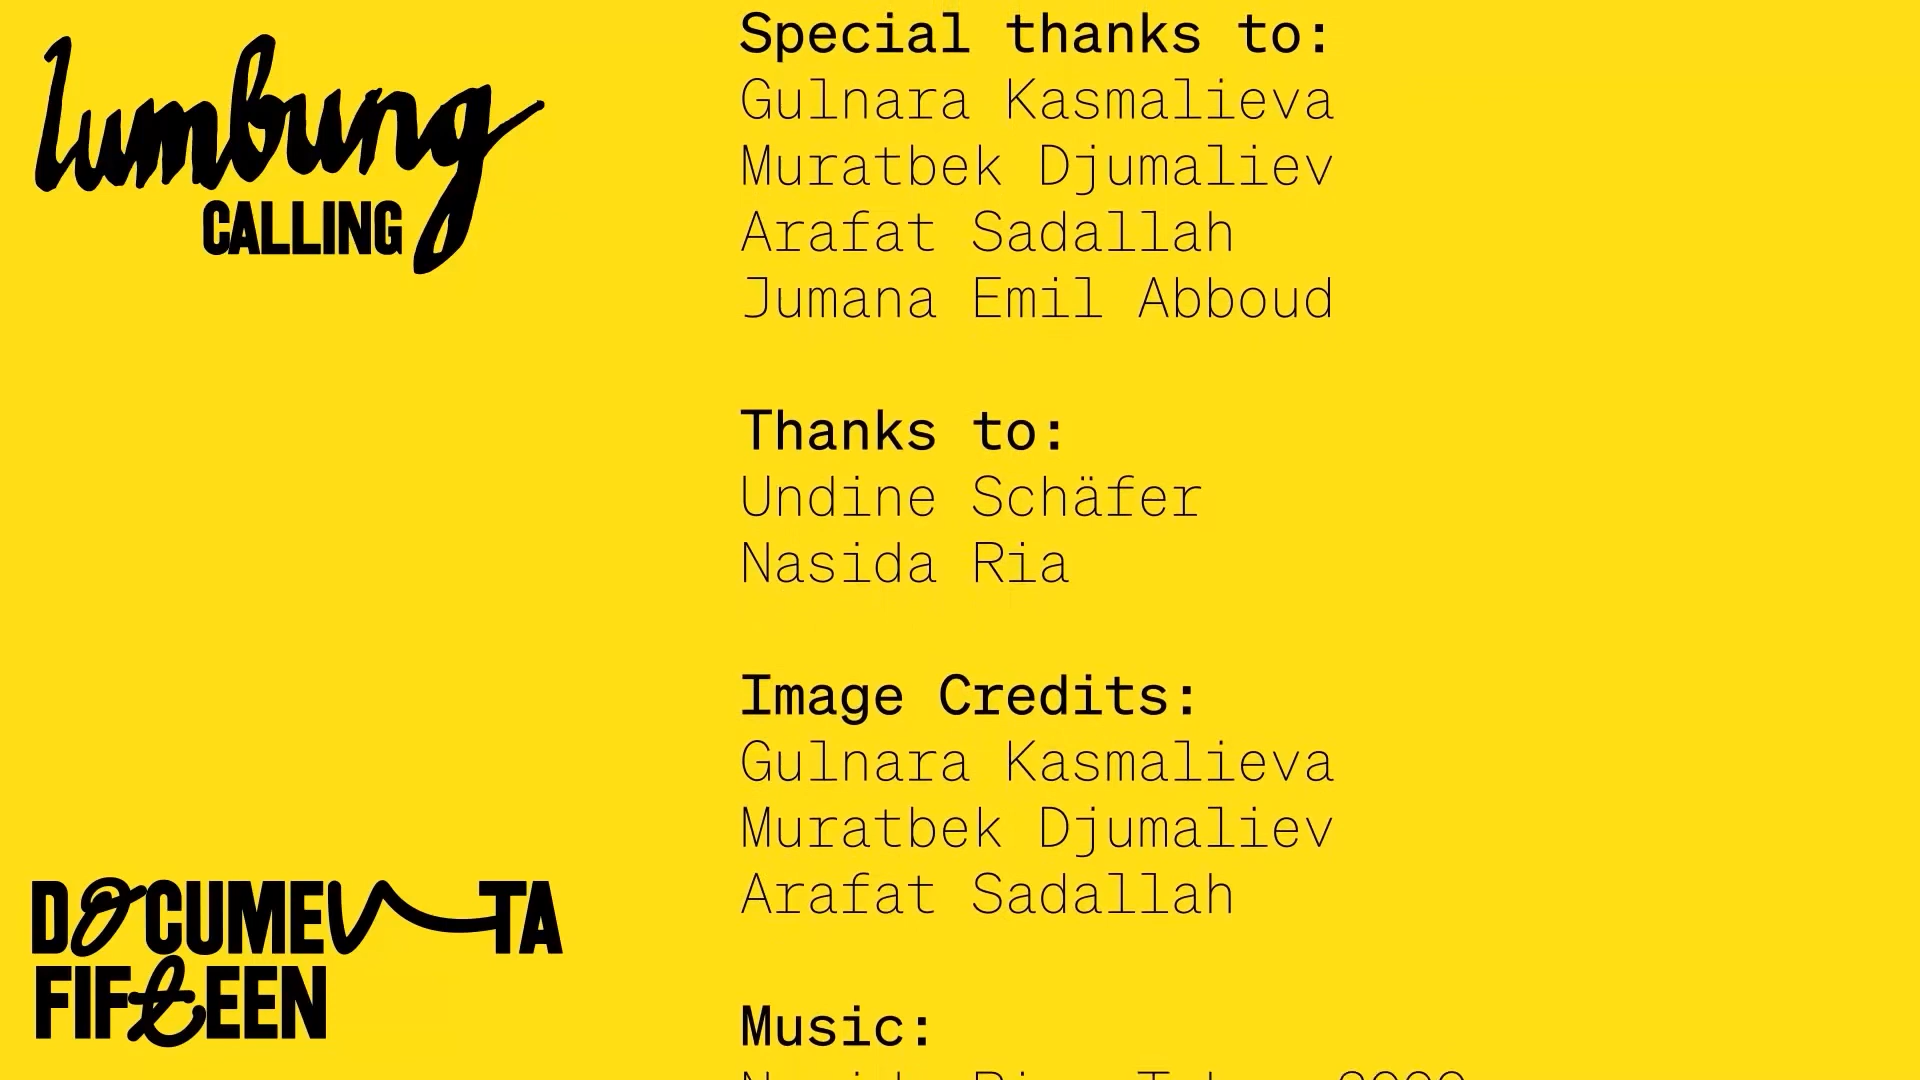 lumbung
CALLING
Special thanks to:
Gulnara Kasmalieva
Muratbek Djumaliev
Arafat Sadallah
Jumana Emil Abboud
Thanks to:
Undine Schäfer
Nasida Ria
Image Credits:
Gulnara Kasmalieva
Muratbek Djumaliev
Arafat Sadallah
Music:
DOCUMENTA
FIFTEEN